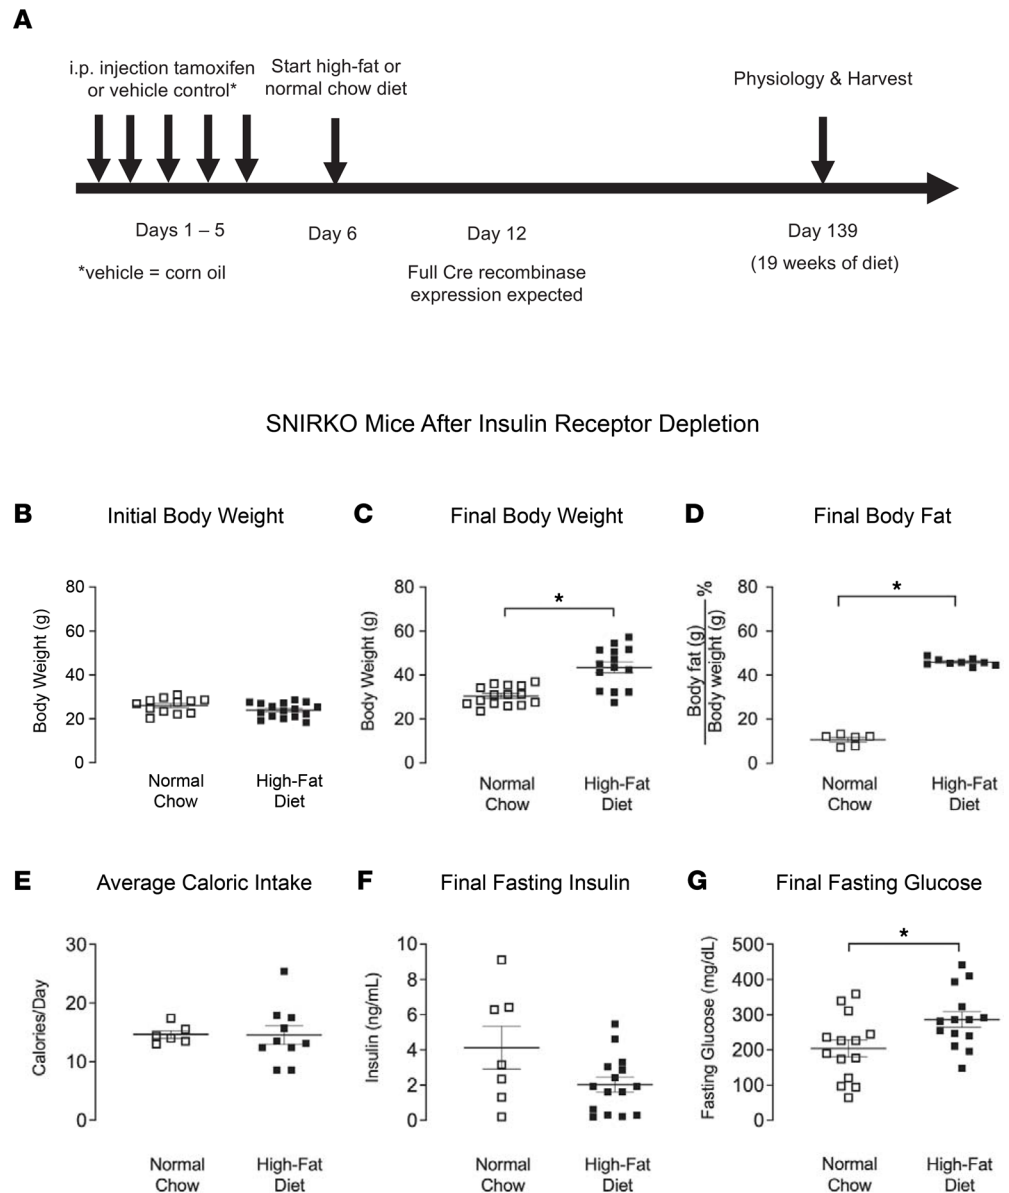 A
i.p. injection tamoxifen
or vehicle control*
Start high-fat or
normal chow diet
Physiology & Harvest
Days 1 – 5
Day 6
Day 12
Day 139
*vehicle = corn oil
Full Cre recombinase
expression expected
(19 weeks of diet)
SNIRKO Mice After Insulin Receptor Depletion
B
Initial Body Weight
Body Weight (g)
80
60
40
20
0
Normal
Chow
High-Fat
Diet
C
Final Body Weight
Body Weight (g)
80
60
40
20
0
*
Normal
Chow
High-Fat
Diet
D
Final Body Fat
Body fat (g)
Body weight (g)
%
80
60
40
20
0
*
Normal
Chow
High-Fat
Diet
E
Average Caloric Intake
Calories/Day
30
20
10
0
Normal
Chow
High-Fat
Diet
F
Final Fasting Insulin
Insulin (ng/mL)
10
8
6
4
2
0
Normal
Chow
High-Fat
Diet
G
Final Fasting Glucose
Fasting Glucose (mg/dL)
500
400
300
200
100
0
*
Normal
Chow
High-Fat
Diet